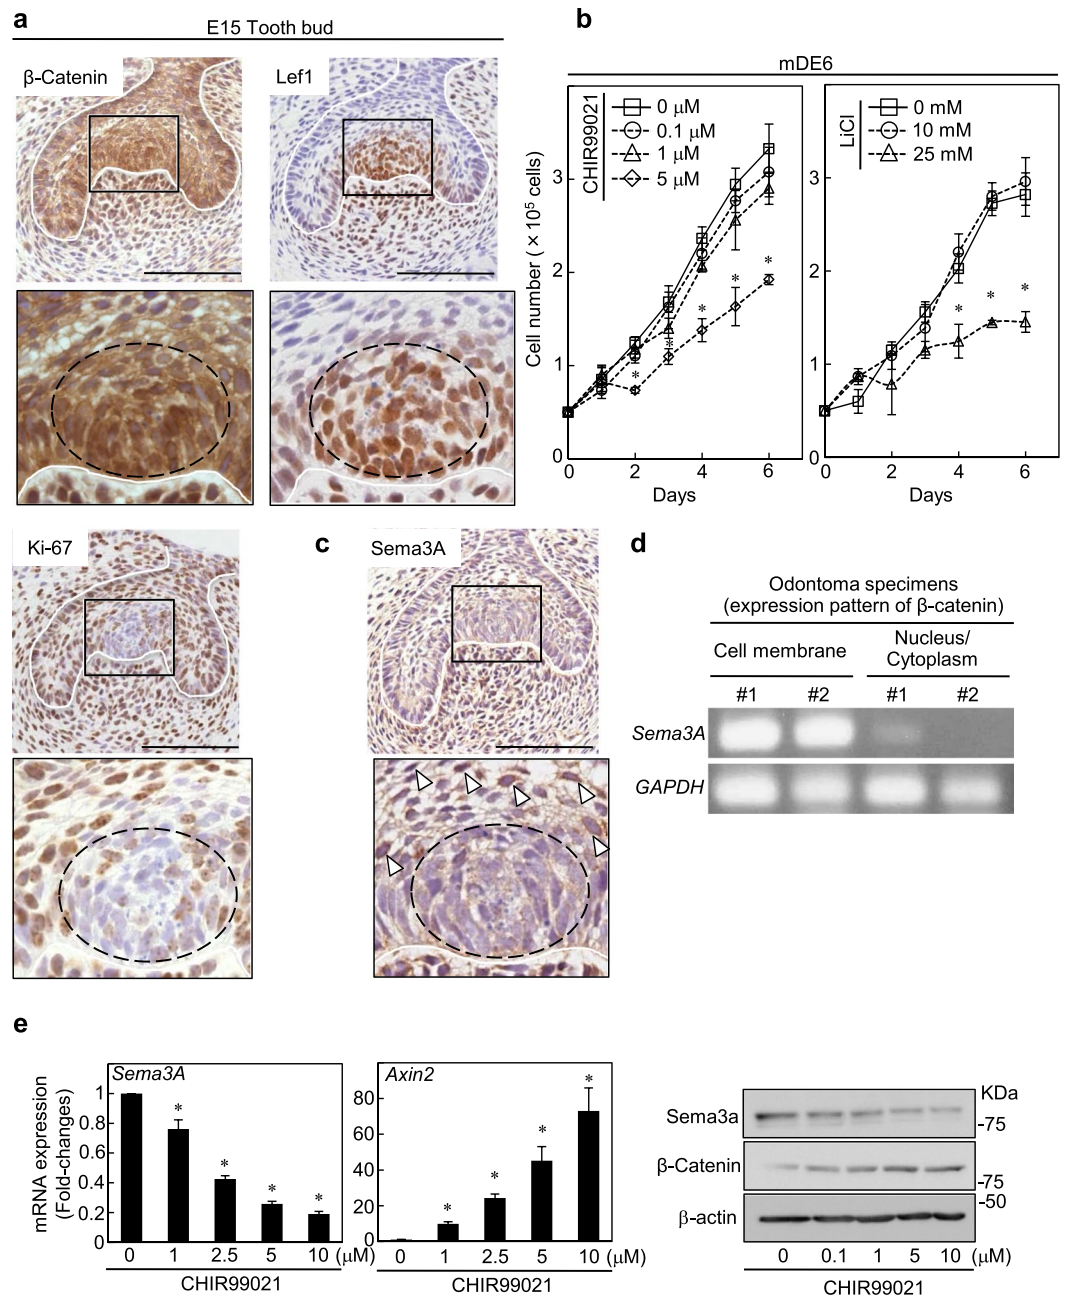 a
E15 Tooth bud
β-Catenin
Lef1
b
mDE6
CHIR99021
0 μM
0.1 μM
1 μM
5 μM
LiCl
0 mM
10 mM
25 mM
Cell number ( × 10⁵ cells)
3
2
1
0
*
*
*
*
*
0 2 4 6
Days
3
2
1
0
*
*
*
0 2 4 6
Days
Ki-67
c
Sema3A
d
Odontoma specimens
(expression pattern of β-catenin)
Cell membrane
Nucleus/
Cytoplasm
#1 #2 #1 #2
Sema3A
GAPDH
e
mRNA expression
(Fold-changes)
Sema3A
1
0.8
0.6
0.4
0.2
0
*
*
*
*
0 1 2.5 5 10 (μM)
CHIR99021
Axin2
80
60
40
20
0
*
*
*
*
0 1 2.5 5 10 (μM)
CHIR99021
KDa
Sema3a
-75
β-Catenin
-75
-50
β-actin
0 0.1 1 5 10 (μM)
CHIR99021